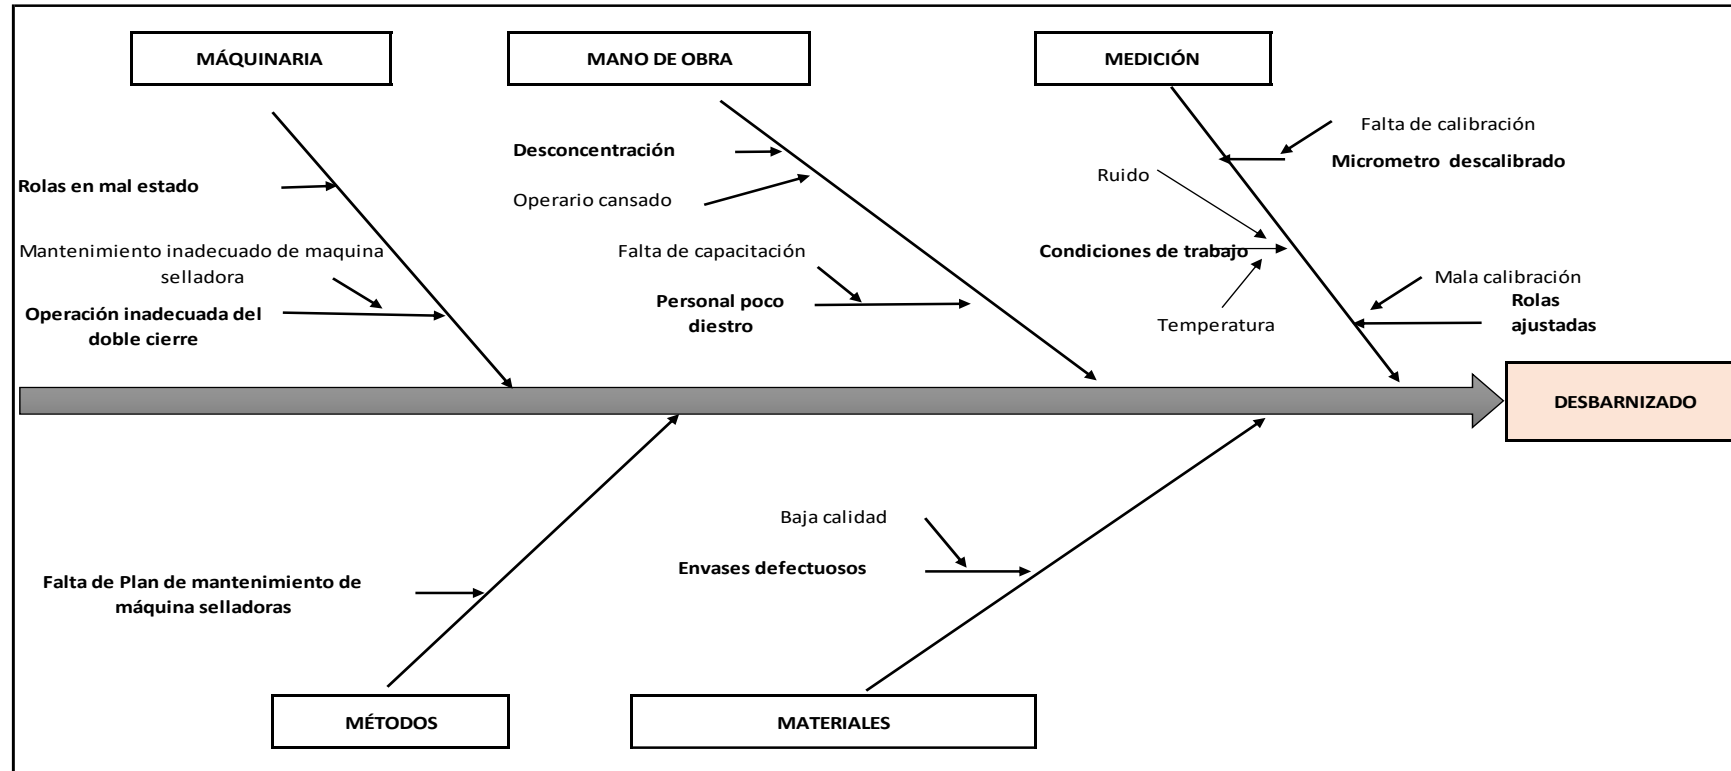 MÁQUINARIA
MANO DE OBRA
MEDICIÓN
Rolas en mal estado
Mantenimiento inadecuado de maquina
selladora
Operación inadecuada del
doble cierre
Desconcentración
Operario cansado
Falta de capacitación
Personal poco
diestro
Falta de calibración
Micrometro descalibrado
Ruido
Condiciones de trabajo
Temperatura
Mala calibración
Rolas
ajustadas
DESBARNIZADO
Falta de Plan de mantenimiento de
máquina selladoras
Baja calidad
Envases defectuosos
MÉTODOS
MATERIALES